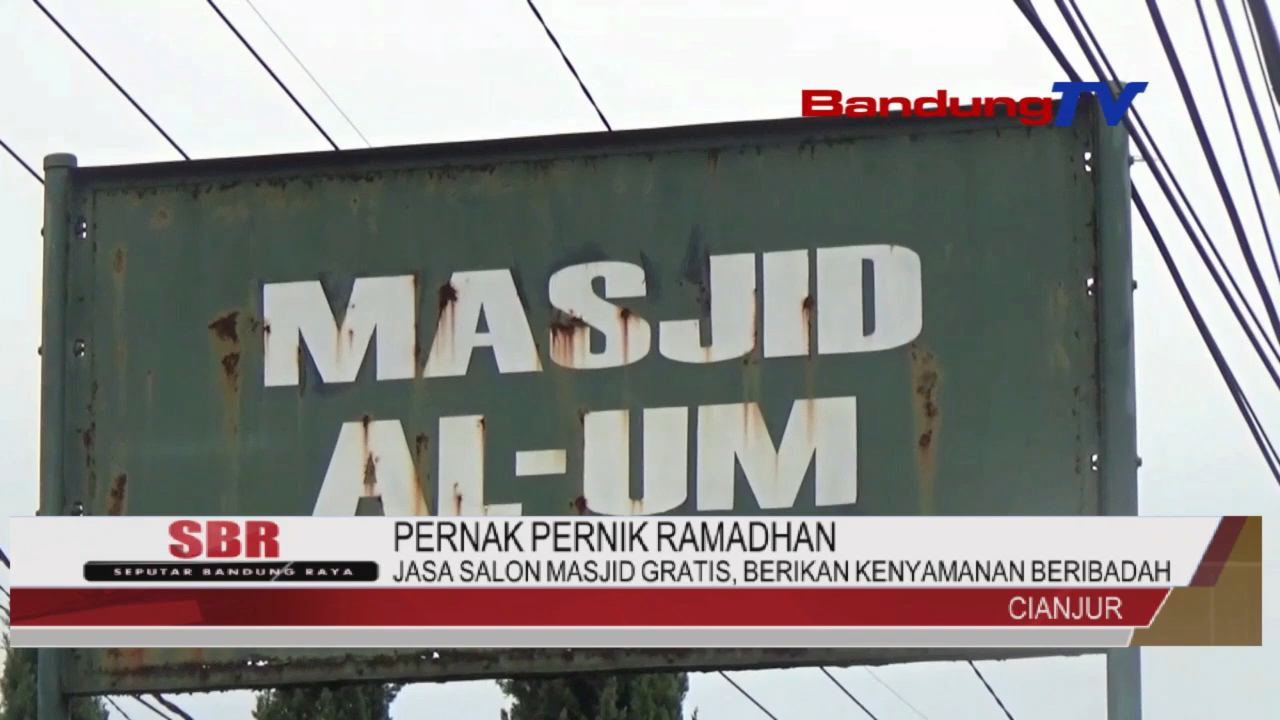 BandungTV
MASJID
AL-UM
SBR
SEPUTAR BANDUNG RAYA
PERNAK PERNIK RAMADHAN
JASA SALON MASJID GRATIS, BERIKAN KENYAMANAN BERIBADAH
CIANJUR